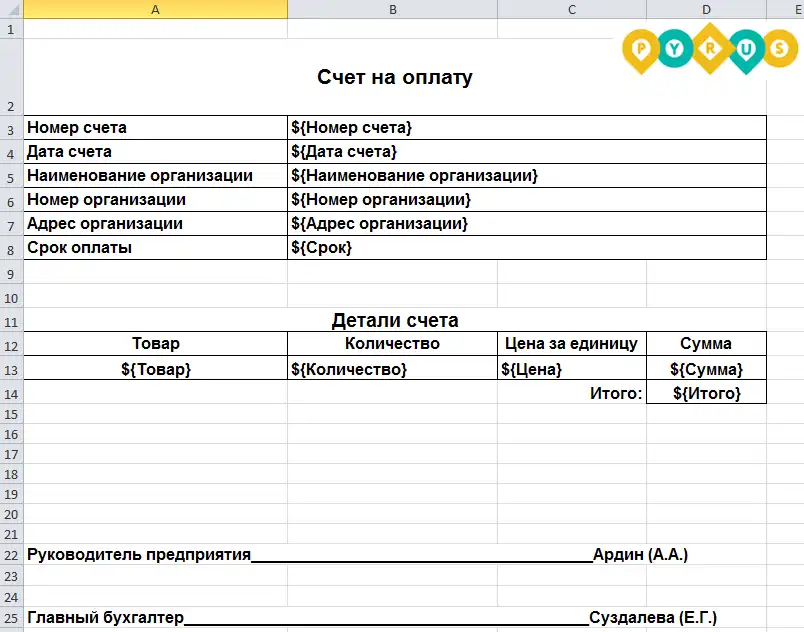 A B C D E
1
PYRUS
2 Счет на оплату
3 Номер счета ${Номер счета}
4 Дата счета ${Дата счета}
5 Наименование организации ${Наименование организации}
6 Номер организации ${Номер организации}
7 Адрес организации ${Адрес организации}
8 Срок оплаты ${Срок}
9
10
11 Детали счета
12 Товар Количество Цена за единицу Сумма
13 ${Товар} ${Количество} ${Цена} ${Сумма}
14 Итого: ${Итого}
15
16
17
18
19
20
21
22 Руководитель предприятия______________________________________Ардин (А.А.)
23
24
25 Главный бухгалтер_____________________________________________Суздалева (Е.Г.)